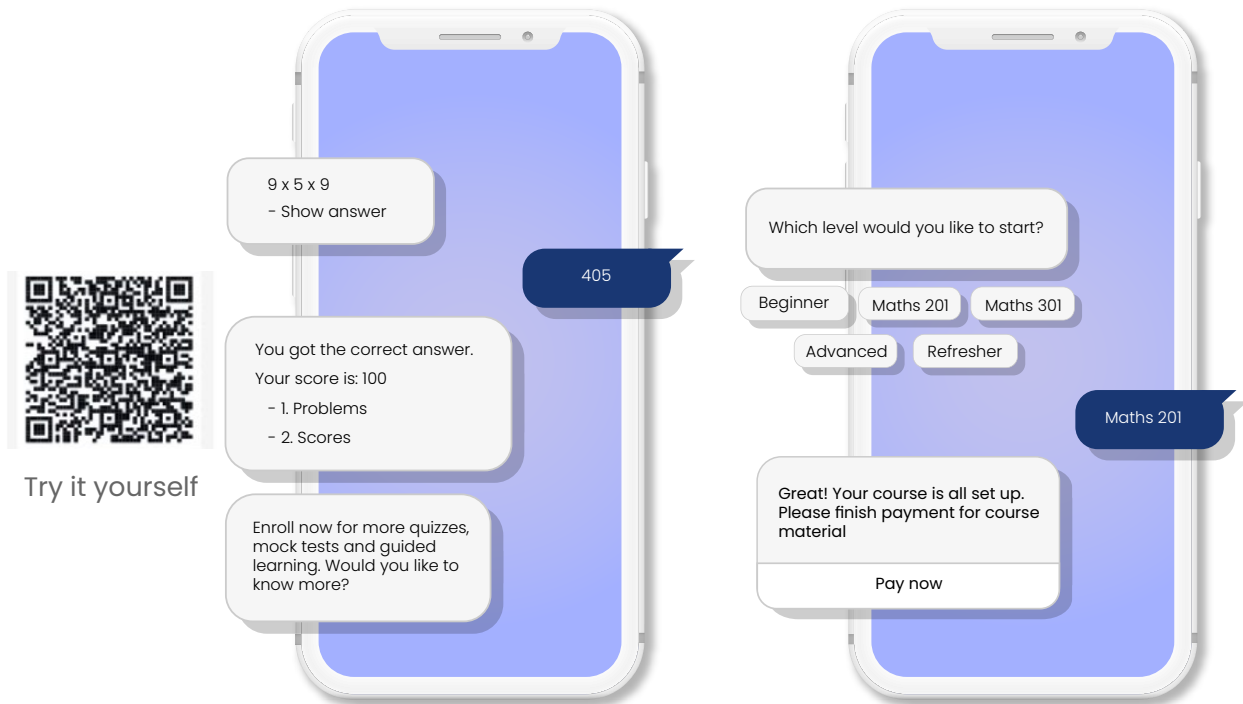 Try it yourself
9 x 5 x 9
- Show answer
405
You got the correct answer.
Your score is: 100
- 1. Problems
- 2. Scores
Enroll now for more quizzes,
mock tests and guided
learning. Would you like to
know more?
Which level would you like to start?
Beginner
Maths 201
Maths 301
Advanced
Refresher
Maths 201
Great! Your course is all set up.
Please finish payment for course
material
Pay now